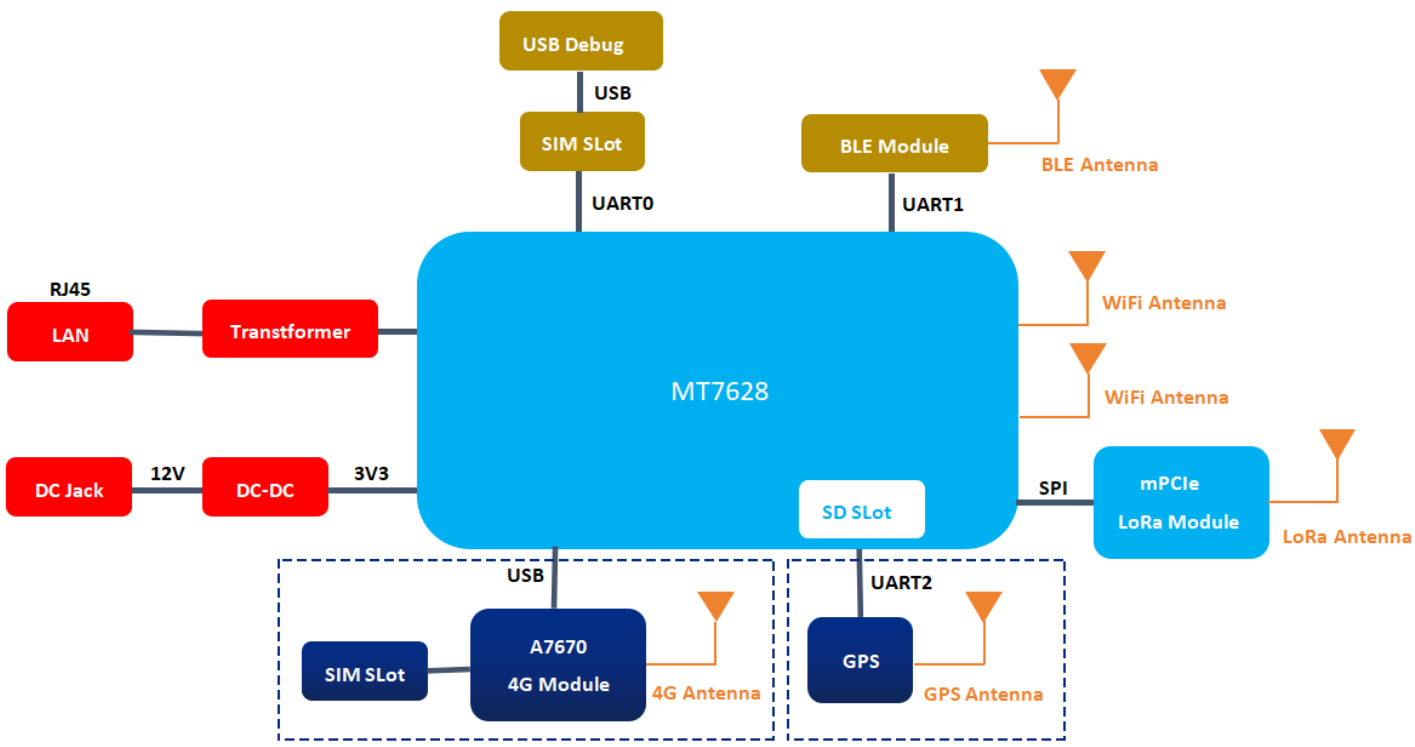 USB Debug
USB
SIM SLot
BLE Module
BLE Antenna
UART0
UART1
RJ45
LAN
Transtformer
WiFi Antenna
MT7628
WiFi Antenna
DC Jack
12V
DC-DC
3V3
SD SLot
SPI
mPCIe
LoRa Module
LoRa Antenna
USB
UART2
SIM SLot
A7670
4G Module
4G Antenna
GPS
GPS Antenna